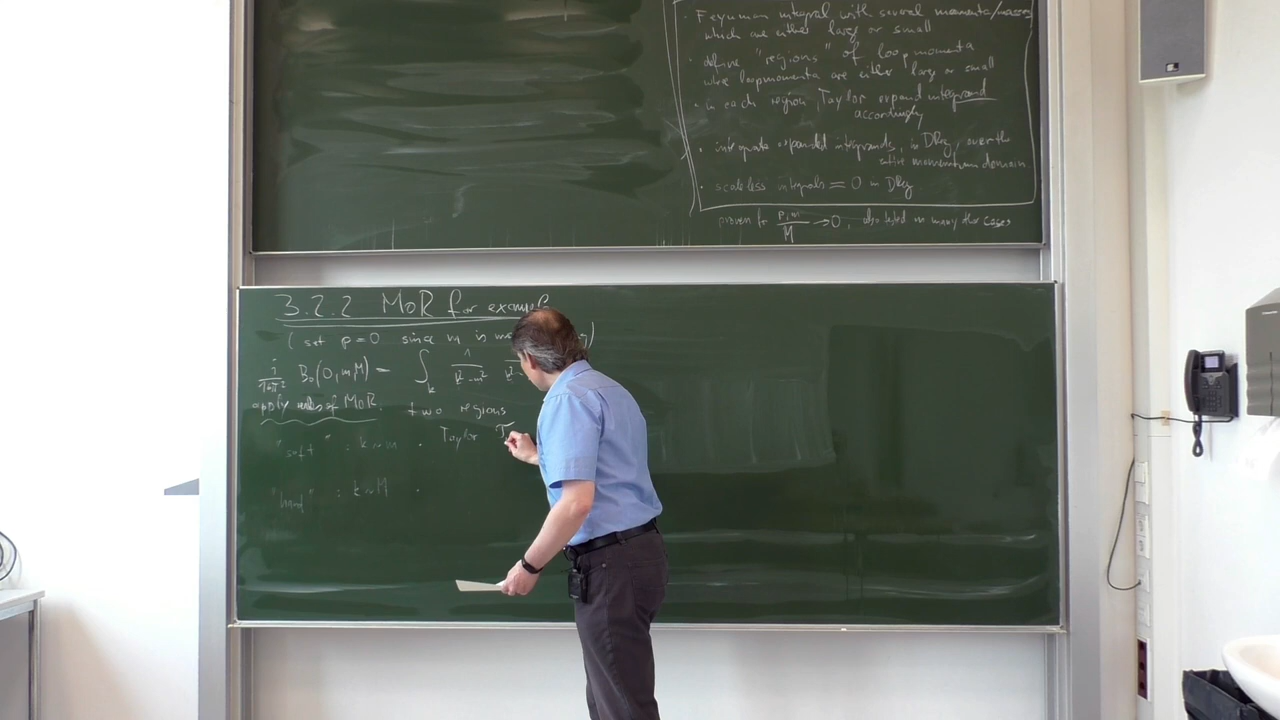 · Feynman integral with several momenta/masses
which are either large or small
· define "regions" of loopmomenta
where loopmomenta are either large or small
· in each region, Taylor expand integrand
accordingly
· integrate expanded integrands, in DReg, over the
entire momentum domain
· scaleless integrals = 0 in DReg
proven for p,m/M → 0, also tested in many other cases
3.2.2 MoR for example
(set p=0 since m is
i/16π² B₀(0,m,M) = ∫_k 1/k²-m²
apply rules of MoR. two regions
"soft" : k~m · Taylor
"hard" : k~M ·